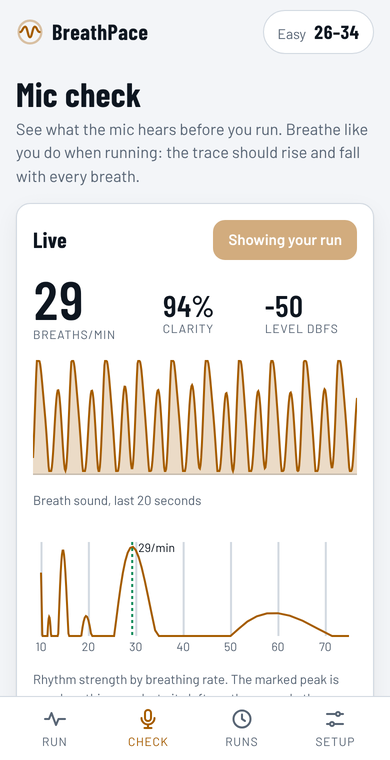 BreathPace
Easy 26–34
Mic check
See what the mic hears before you run. Breathe like
you do when running: the trace should rise and fall
with every breath.
Live
Showing your run
29
BREATHS/MIN
94%
CLARITY
-50
LEVEL DBFS
Breath sound, last 20 seconds
29/min
10 20 30 40 50 60 70
Rhythm strength by breathing rate. The marked peak is
RUN
CHECK
RUNS
SETUP